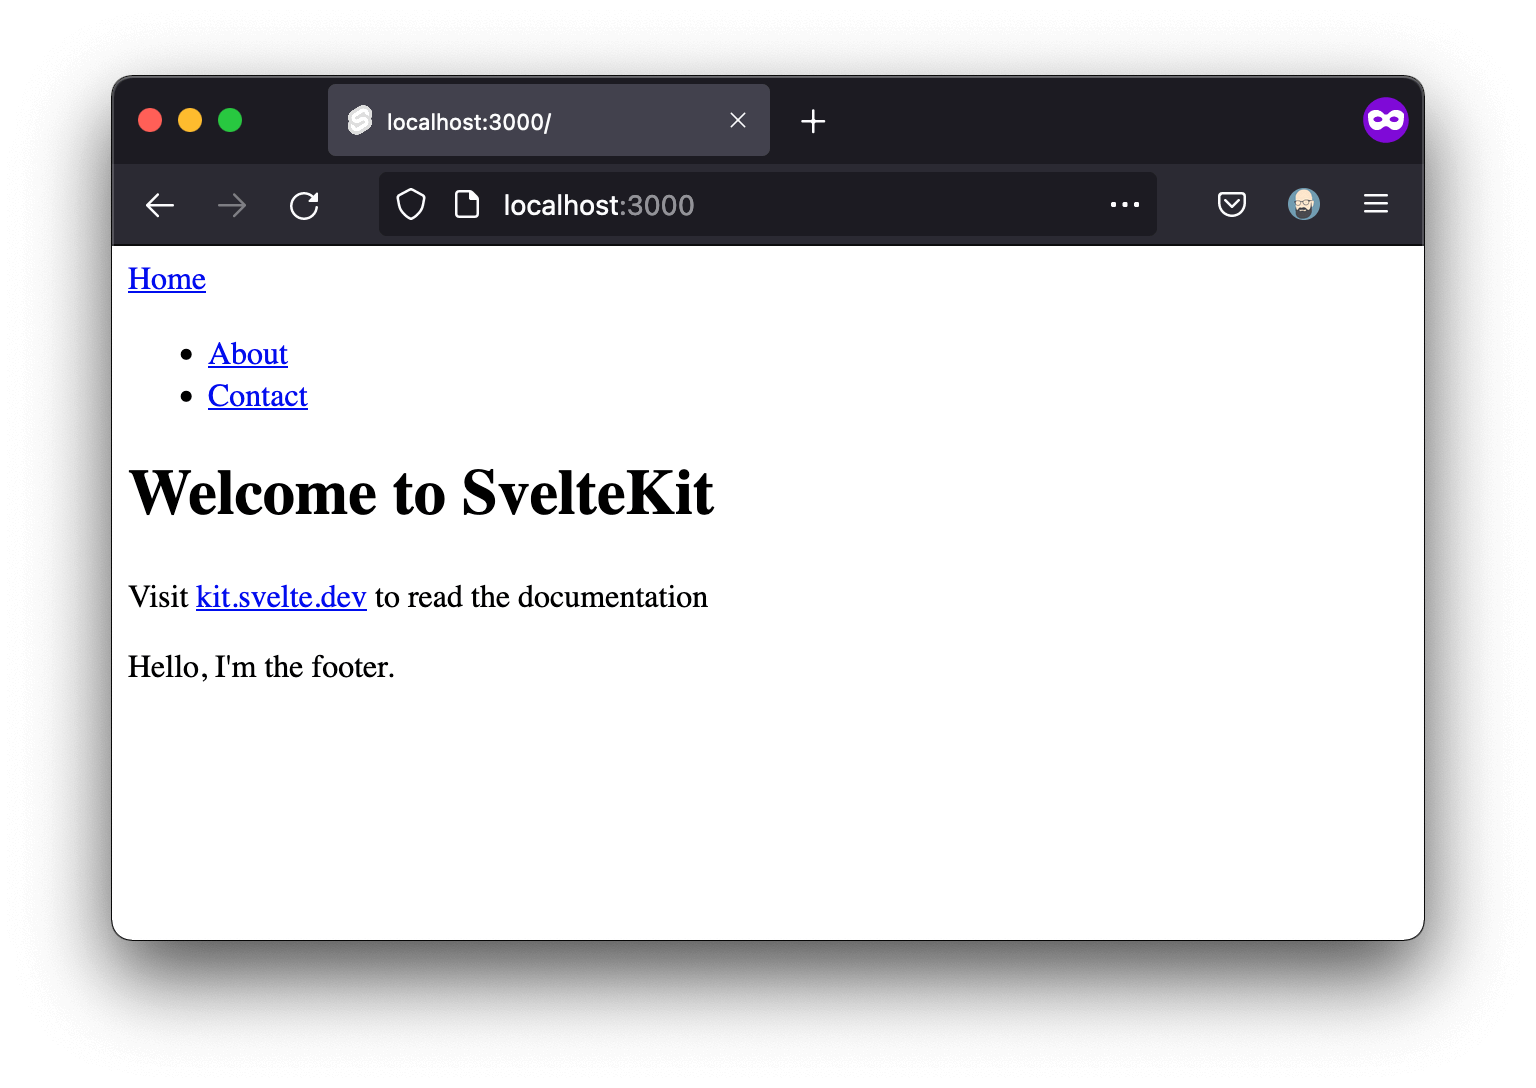 localhost:3000/
localhost:3000
Home
About
Contact
Welcome to SvelteKit
Visit kit.svelte.dev to read the documentation
Hello, I'm the footer.